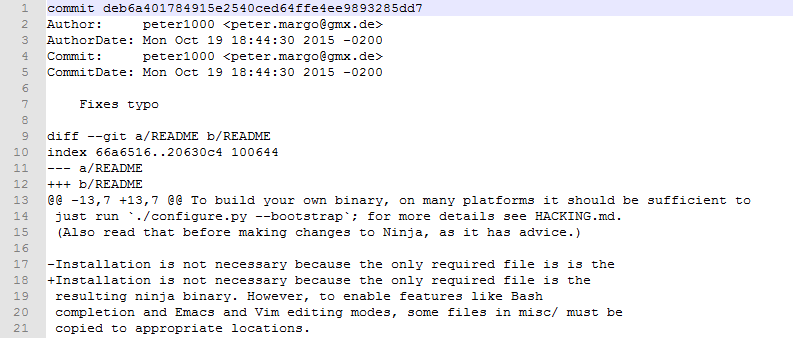 1 commit deb6a401784915e2540ced64ffe4ee9893285dd7
2 Author:     peter1000 <peter.margo@gmx.de>
3 AuthorDate: Mon Oct 19 18:44:30 2015 -0200
4 Commit:     peter1000 <peter.margo@gmx.de>
5 CommitDate: Mon Oct 19 18:44:30 2015 -0200
6
7     Fixes typo
8
9 diff --git a/README b/README
10 index 66a6516..20630c4 100644
11 --- a/README
12 +++ b/README
13 @@ -13,7 +13,7 @@ To build your own binary, on many platforms it should be sufficient to
14  just run `./configure.py --bootstrap`; for more details see HACKING.md.
15  (Also read that before making changes to Ninja, as it has advice.)
16
17 -Installation is not necessary because the only required file is is the
18 +Installation is not necessary because the only required file is the
19  resulting ninja binary. However, to enable features like Bash
20  completion and Emacs and Vim editing modes, some files in misc/ must be
21  copied to appropriate locations.